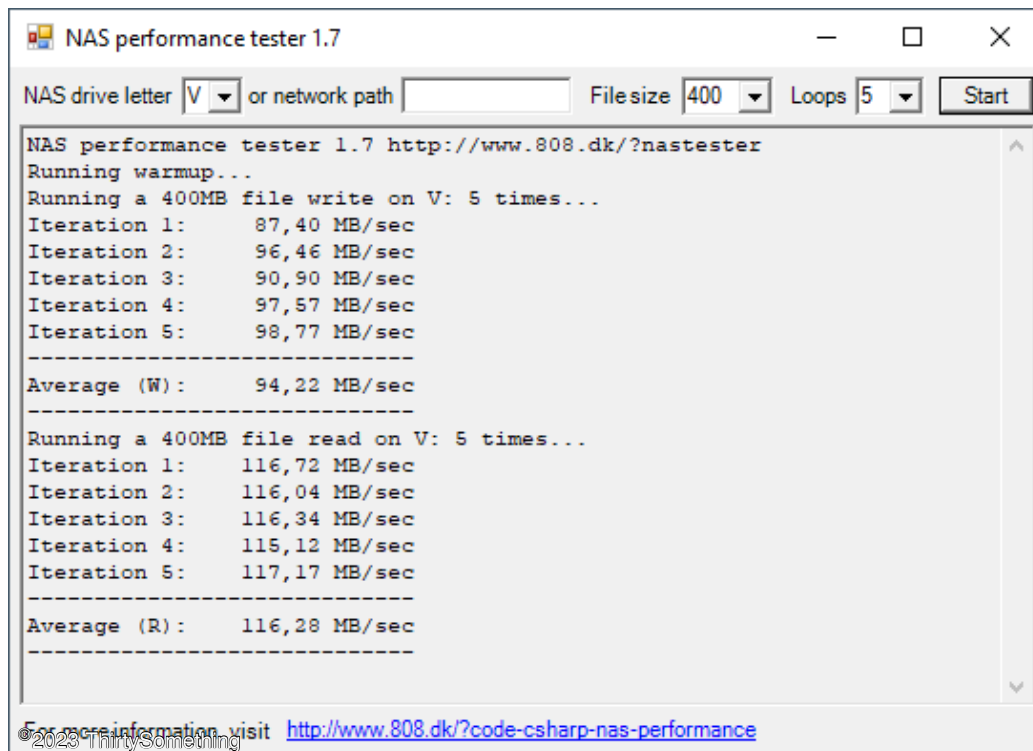 NAS performance tester 1.7
NAS drive letter V or network path File size 400 Loops 5 Start
NAS performance tester 1.7 http://www.808.dk/?nastester
Running warmup...
Running a 400MB file write on V: 5 times...
Iteration 1: 87,40 MB/sec
Iteration 2: 96,46 MB/sec
Iteration 3: 90,90 MB/sec
Iteration 4: 97,57 MB/sec
Iteration 5: 98,77 MB/sec
-----------------------------
Average (W): 94,22 MB/sec
-----------------------------
Running a 400MB file read on V: 5 times...
Iteration 1: 116,72 MB/sec
Iteration 2: 116,04 MB/sec
Iteration 3: 116,34 MB/sec
Iteration 4: 115,12 MB/sec
Iteration 5: 117,17 MB/sec
-----------------------------
Average (R): 116,28 MB/sec
-----------------------------
For more information, visit http://www.808.dk/?code-csharp-nas-performance
©2023 ThirtySomething